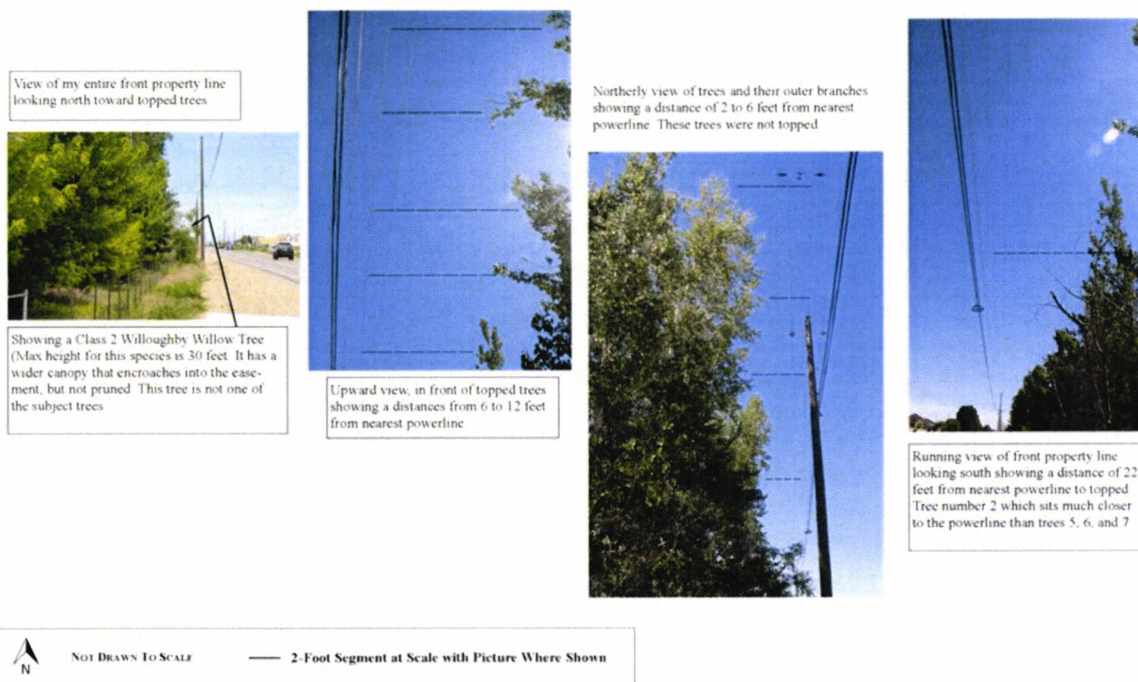 View of my entire front property line
looking north toward topped trees
Showing a Class 2 Willoughby Willow Tree
(Max height for this species is 30 feet It has a
wider canopy that encroaches into the ease-
ment, but not pruned This tree is not one of
the subject trees
Upward view, in front of topped trees
showing a distances from 6 to 12 feet
from nearest powerline
Northerly view of trees and their outer branches
showing a distance of 2 to 6 feet from nearest
powerline These trees were not topped
2'
Running view of front property line
looking south showing a distance of 22
feet from nearest powerline to topped
Tree number 2 which sits much closer
to the powerline than trees 5, 6, and 7
N
NOT DRAWN TO SCALE
2-Foot Segment at Scale with Picture Where Shown